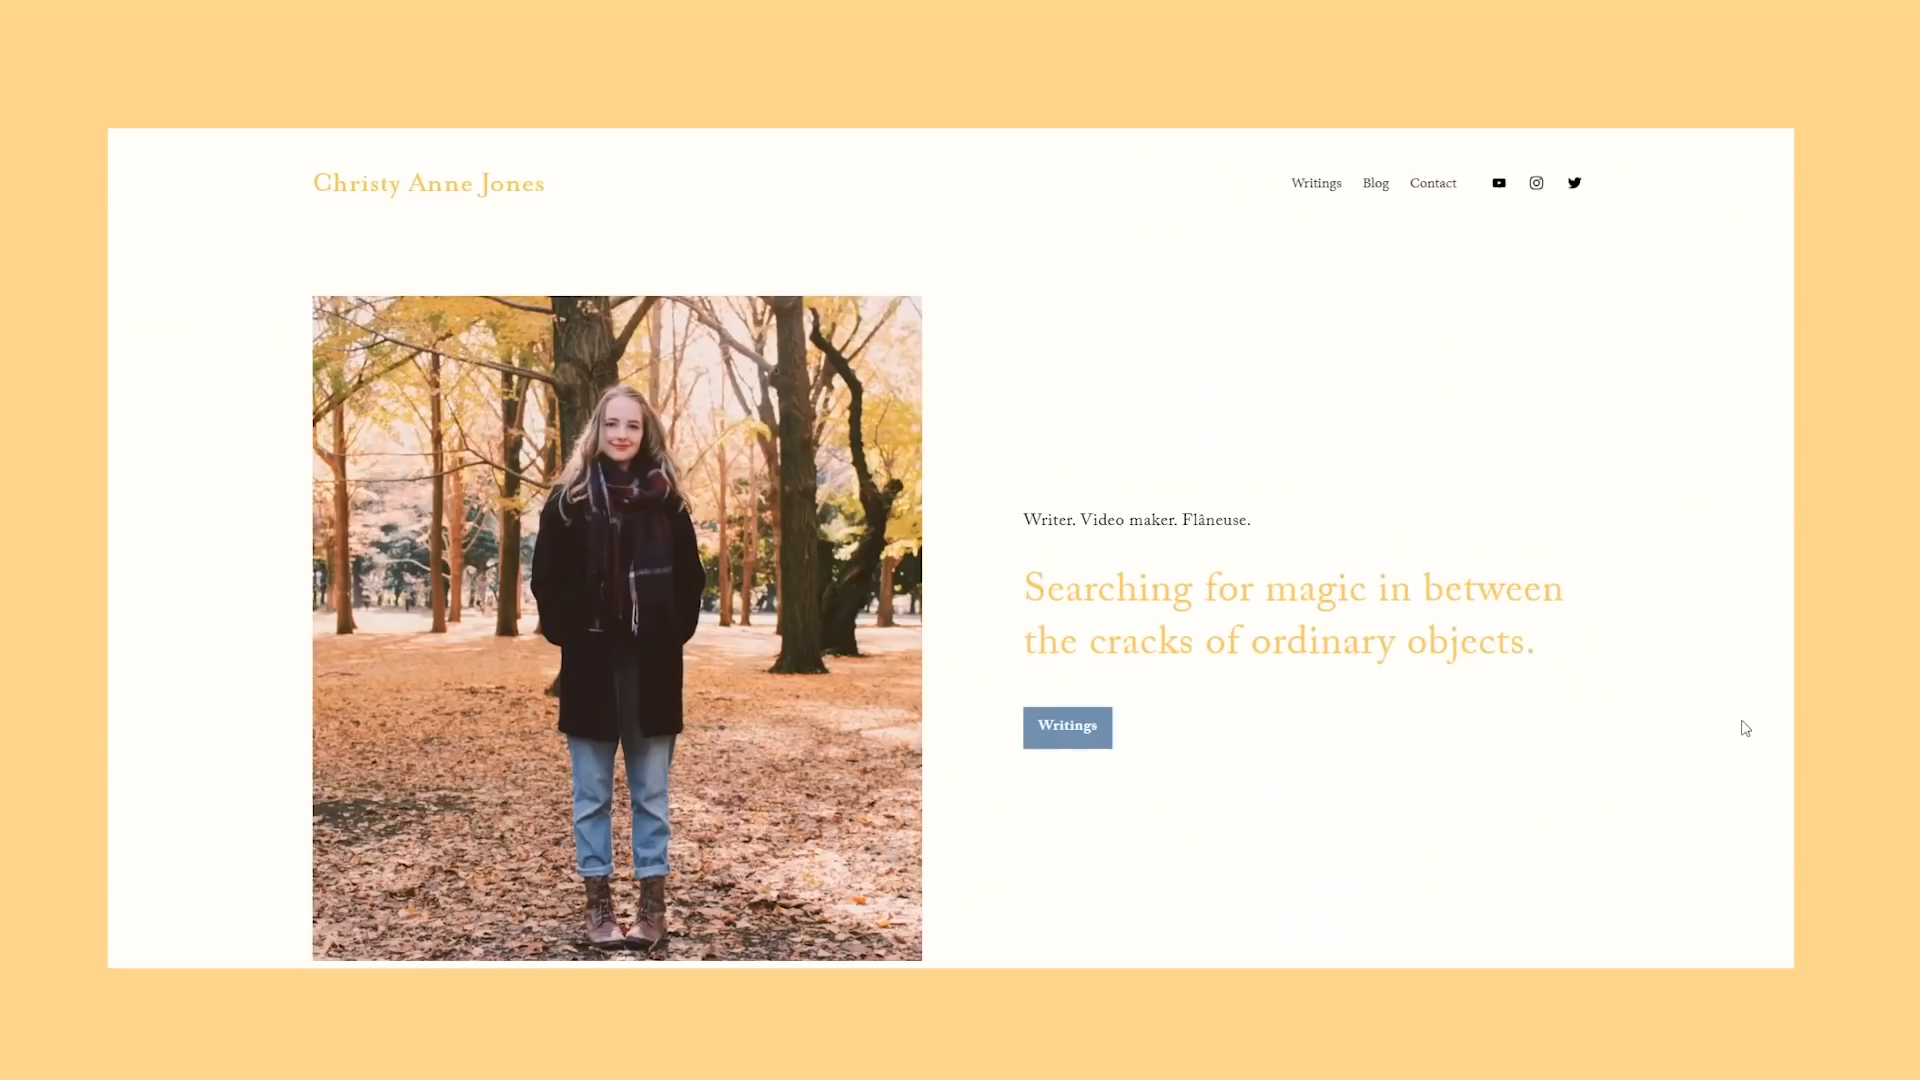 Christy Anne Jones
Writings Blog Contact
Writer. Video maker. Flâneuse.
Searching for magic in between
the cracks of ordinary objects.
Writings